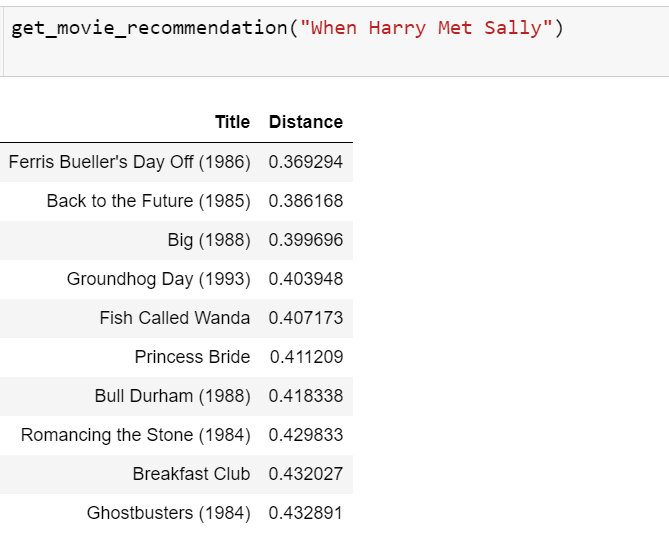 get_movie_recommendation("When Harry Met Sally")
Title Distance
Ferris Bueller's Day Off (1986) 0.369294
Back to the Future (1985) 0.386168
Big (1988) 0.399696
Groundhog Day (1993) 0.403948
Fish Called Wanda 0.407173
Princess Bride 0.411209
Bull Durham (1988) 0.418338
Romancing the Stone (1984) 0.429833
Breakfast Club 0.432027
Ghostbusters (1984) 0.432891